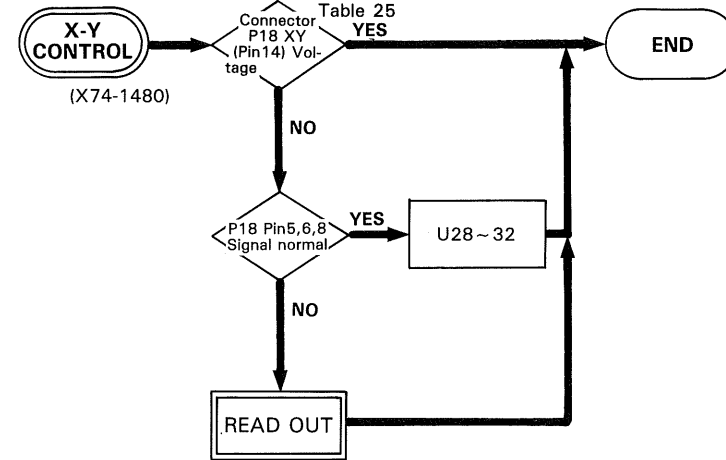 X-Y
CONTROL
(X74-1480)
Connector
P18 XY
(Pin14) Vol-
tage
Table 25
YES
END
NO
P18 Pin5,6,8
Signal normal
YES
U28~32
NO
READ OUT